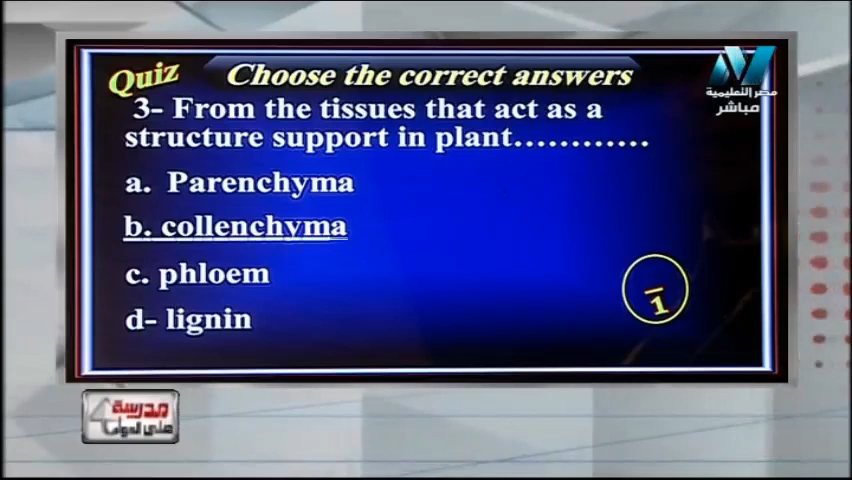 Quiz
Choose the correct answers
مصر التعليمية
مباشر
3- From the tissues that act as a
structure support in plant............
a. Parenchyma
b. collenchyma
c. phloem
d- lignin
1
مدرسة
على الهواء